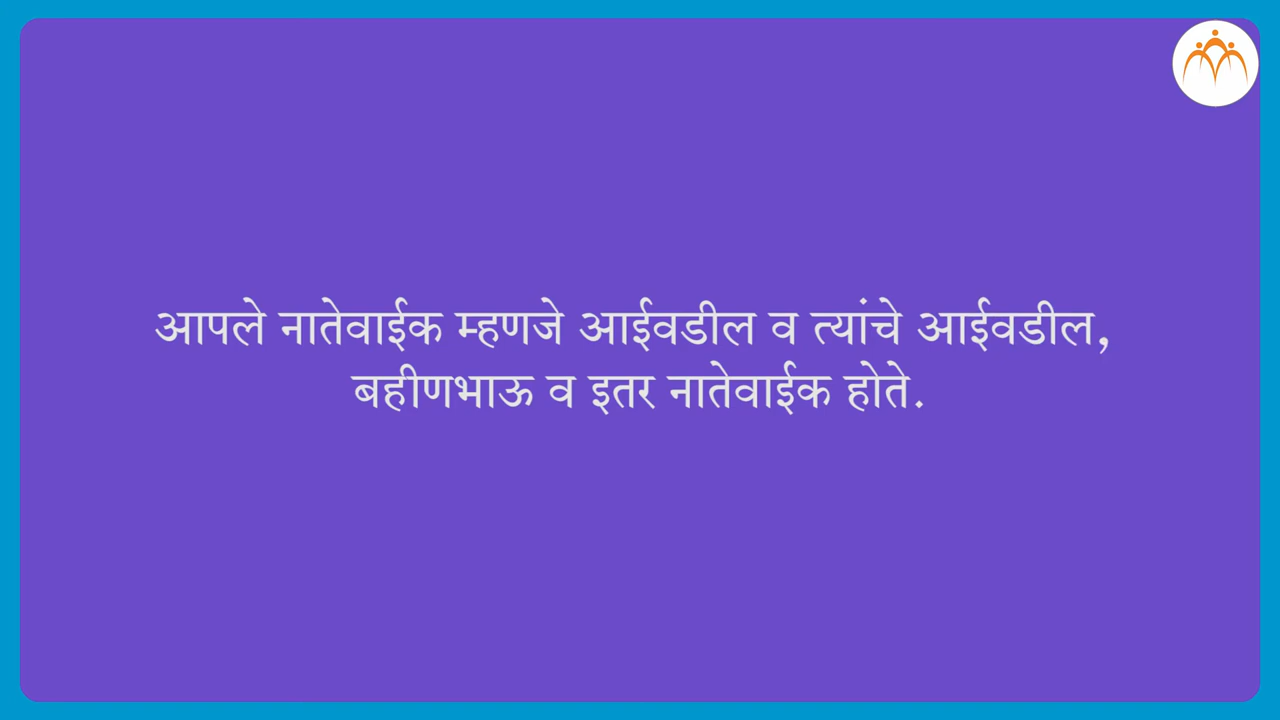 आपले नातेवाईक म्हणजे आईवडील व त्यांचे आईवडील,
बहीणभाऊ व इतर नातेवाईक होते.